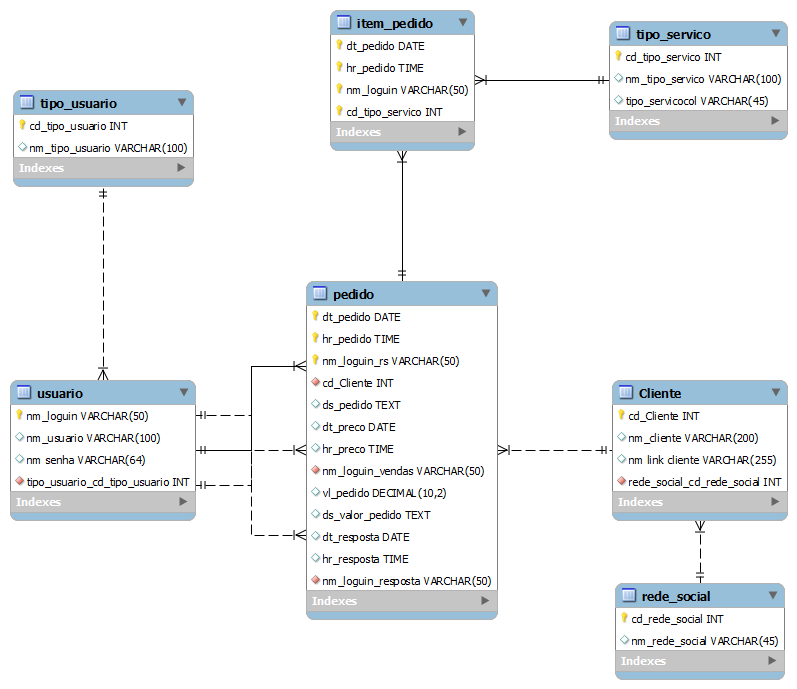 item_pedido
dt_pedido DATE
hr_pedido TIME
nm_loguin VARCHAR(50)
cd_tipo_servico INT
Indexes
tipo_servico
cd_tipo_servico INT
nm_tipo_servico VARCHAR(100)
tipo_servicocol VARCHAR(45)
Indexes
tipo_usuario
cd_tipo_usuario INT
nm_tipo_usuario VARCHAR(100)
Indexes
pedido
dt_pedido DATE
hr_pedido TIME
nm_loguin_rs VARCHAR(50)
cd_Cliente INT
ds_pedido TEXT
dt_preco DATE
hr_preco TIME
nm_loguin_vendas VARCHAR(50)
vl_pedido DECIMAL(10,2)
ds_valor_pedido TEXT
dt_resposta DATE
hr_resposta TIME
nm_loguin_resposta VARCHAR(50)
Indexes
usuario
nm_loguin VARCHAR(50)
nm_usuario VARCHAR(100)
nm senha VARCHAR(64)
tipo_usuario_cd_tipo_usuario INT
Indexes
Cliente
cd_Cliente INT
nm_cliente VARCHAR(200)
nm link cliente VARCHAR(255)
rede_social_cd_rede_social INT
Indexes
rede_social
cd_rede_social INT
nm_rede_social VARCHAR(45)
Indexes